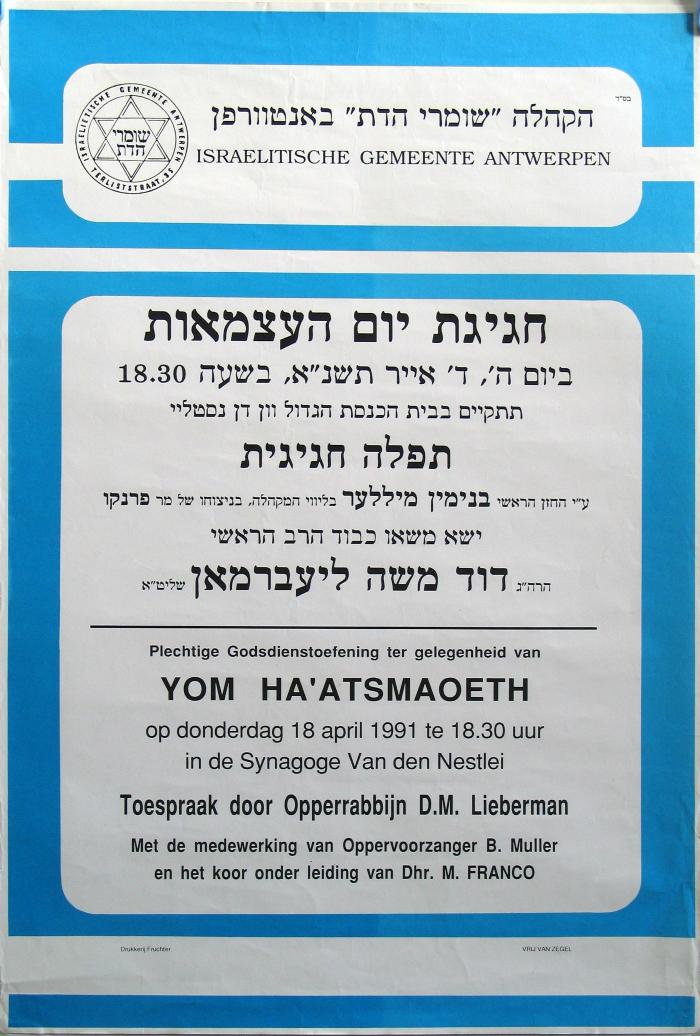 בס"ד
הקהלה "שומרי הדת" באנטוורפן
ISRAELITISCHE GEMEENTE ANTWERPEN
ISRAELIETISCHE GEMEENTE ANTWERPEN
TERLISTSTRAAT, 35
שומרי
הדת
חגיגת יום העצמאות
ביום ה', ד' אייר תשנ"א, בשעה 18.30
תתקיים בבית הכנסת הגדול וון דן נסטליי
תפלה חגיגית
ע"י החזן הראשי בנימין מיללער בליווי המקהלה, בניצוחו של מר פרנקו
ישא משאו כבוד הרב הראשי
הרה"ג דוד משה ליעברמאן שליט"א
Plechtige Godsdienstoefening ter gelegenheid van
YOM HA'ATSMAOETH
op donderdag 18 april 1991 te 18.30 uur
in de Synagoge Van den Nestlei
Toespraak door Opperrabbijn D.M. Lieberman
Met de medewerking van Oppervoorzanger B. Muller
en het koor onder leiding van Dhr. M. FRANCO
Drukkerij Fruchter
VRIJ VAN ZEGEL